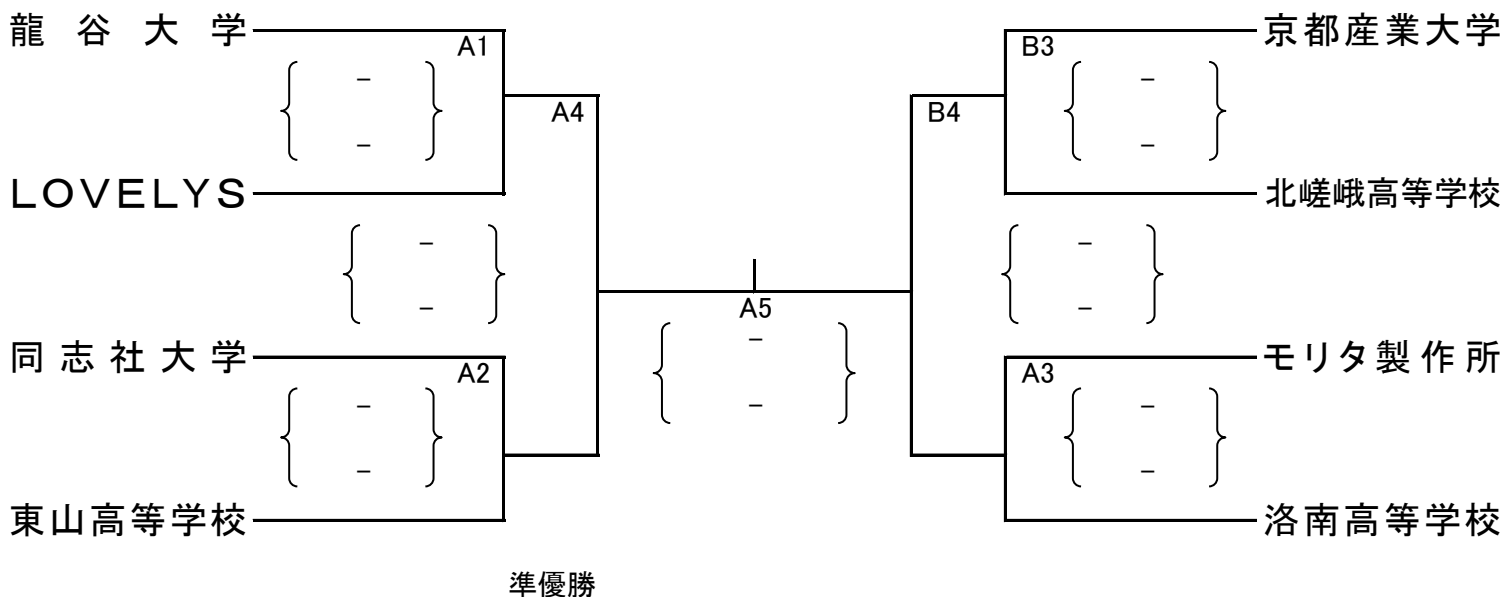 龍谷大学
A1
B3
京都産業大学
－
－
A4
B4
－
－
LOVELYS
北嵯峨高等学校
－
－
－
－
A5
同志社大学
－
モリタ製作所
A2
A3
－
－
－
－
－
東山高等学校
洛南高等学校
準優勝